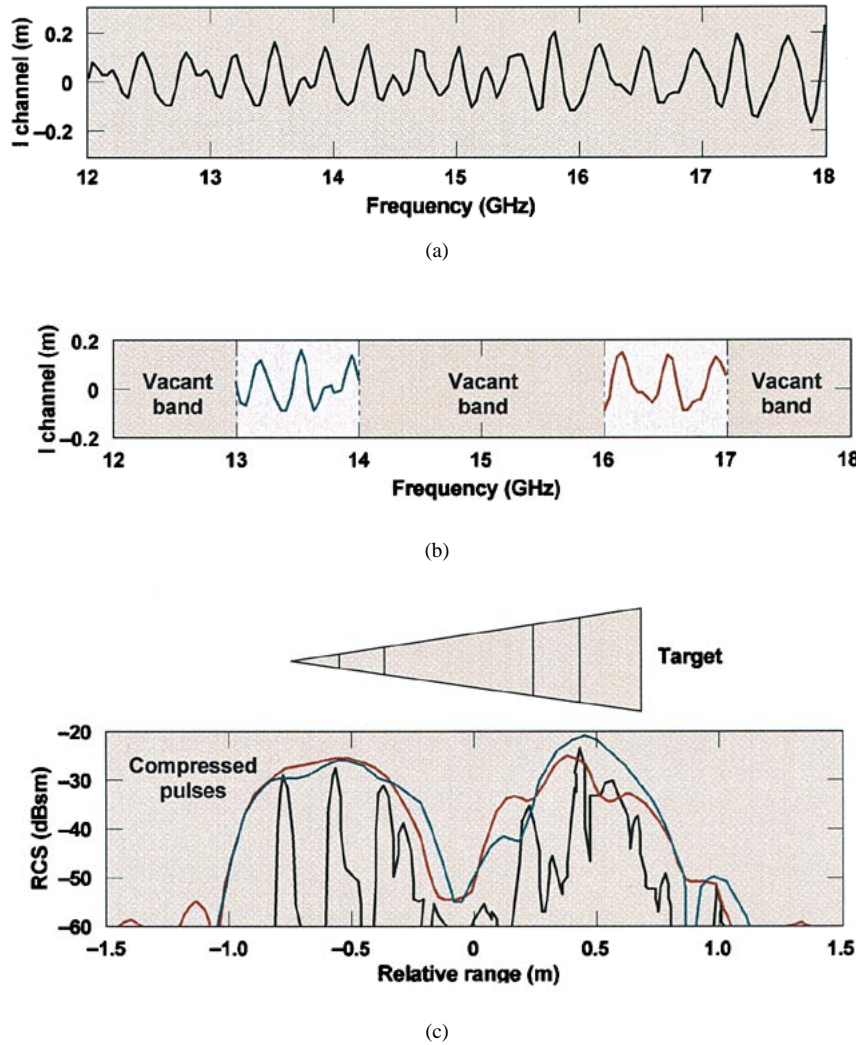 0.2
0
–0.2
I channel (m)
12 13 14 15 16 17 18
Frequency (GHz)
(a)
0.2
0
–0.2
I channel (m)
Vacant band
Vacant band
Vacant band
12 13 14 15 16 17 18
Frequency (GHz)
(b)
Target
–20
–30
–40
–50
–60
RCS (dBsm)
Compressed pulses
–1.5 –1.0 –0.5 0 0.5 1.0 1.5
Relative range (m)
(c)